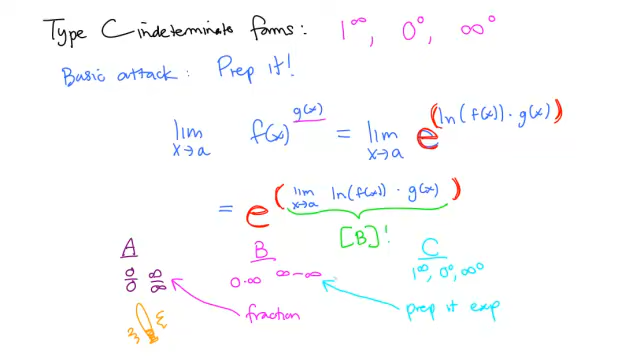 Type C indeterminate forms: 1^∞, 0^0, ∞^0
Basic attack: Prep it!
lim x→a f(x)^g(x) = lim x→a e^(ln(f(x))·g(x))
= e^(lim x→a ln(f(x))·g(x))
[B]!
A B C
0/0 ∞/∞ 0·∞ ∞-∞ 1^∞, 0^0, ∞^0
fraction prep it exp